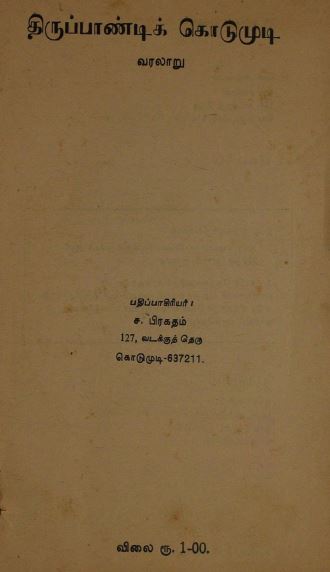 திருப்பாண்டிக் கொடுமுடி
வரலாறு
பதிப்பாசிரியர் :
ச. பிரகதம்
127, வடக்குத் தெரு
கொடுமுடி-637211.
விலை ரூ. 1-00.